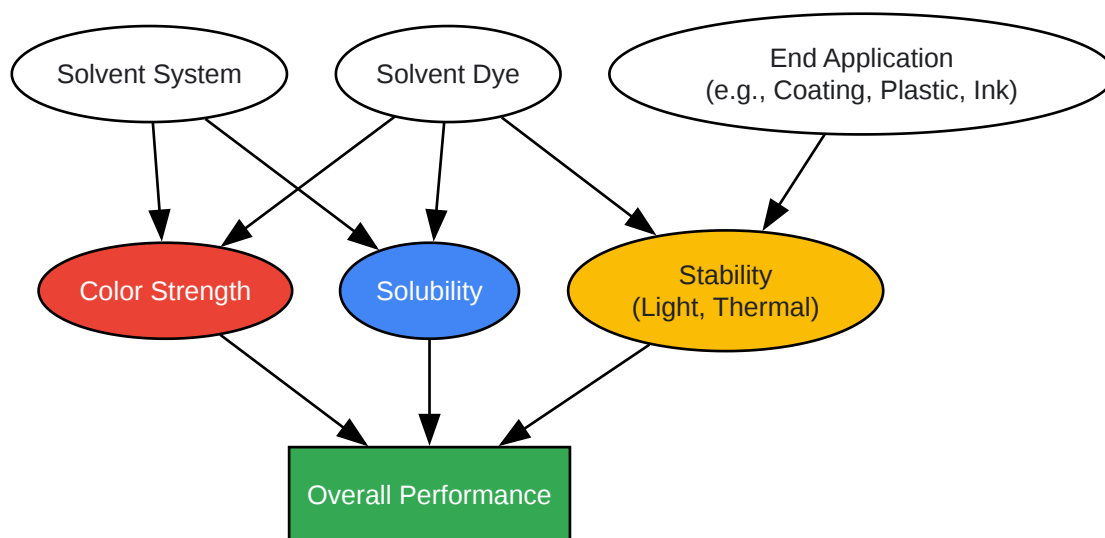 Solvent System
Solvent Dye
End Application
(e.g., Coating, Plastic, Ink)
Color Strength
Solubility
Stability
(Light, Thermal)
Overall Performance